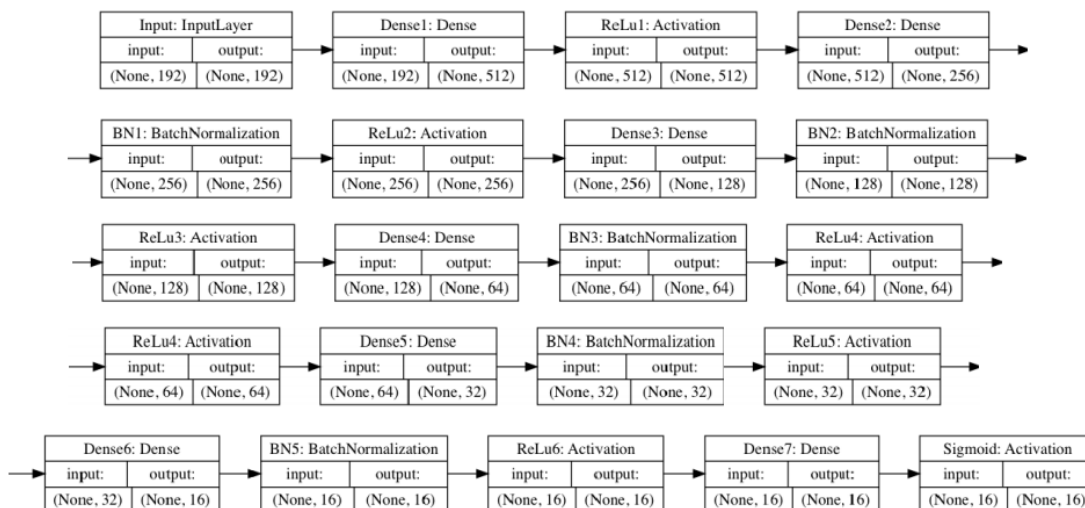 Input: InputLayer
input: output:
(None, 192) (None, 192)
Dense1: Dense
input: output:
(None, 192) (None, 512)
ReLu1: Activation
input: output:
(None, 512) (None, 512)
Dense2: Dense
input: output:
(None, 512) (None, 256)
BN1: BatchNormalization
input: output:
(None, 256) (None, 256)
ReLu2: Activation
input: output:
(None, 256) (None, 256)
Dense3: Dense
input: output:
(None, 256) (None, 128)
BN2: BatchNormalization
input: output:
(None, 128) (None, 128)
ReLu3: Activation
input: output:
(None, 128) (None, 128)
Dense4: Dense
input: output:
(None, 128) (None, 64)
BN3: BatchNormalization
input: output:
(None, 64) (None, 64)
ReLu4: Activation
input: output:
(None, 64) (None, 64)
ReLu4: Activation
input: output:
(None, 64) (None, 64)
Dense5: Dense
input: output:
(None, 64) (None, 32)
BN4: BatchNormalization
input: output:
(None, 32) (None, 32)
ReLu5: Activation
input: output:
(None, 32) (None, 32)
Dense6: Dense
input: output:
(None, 32) (None, 16)
BN5: BatchNormalization
input: output:
(None, 16) (None, 16)
ReLu6: Activation
input: output:
(None, 16) (None, 16)
Dense7: Dense
input: output:
(None, 16) (None, 16)
Sigmoid: Activation
input: output:
(None, 16) (None, 16)